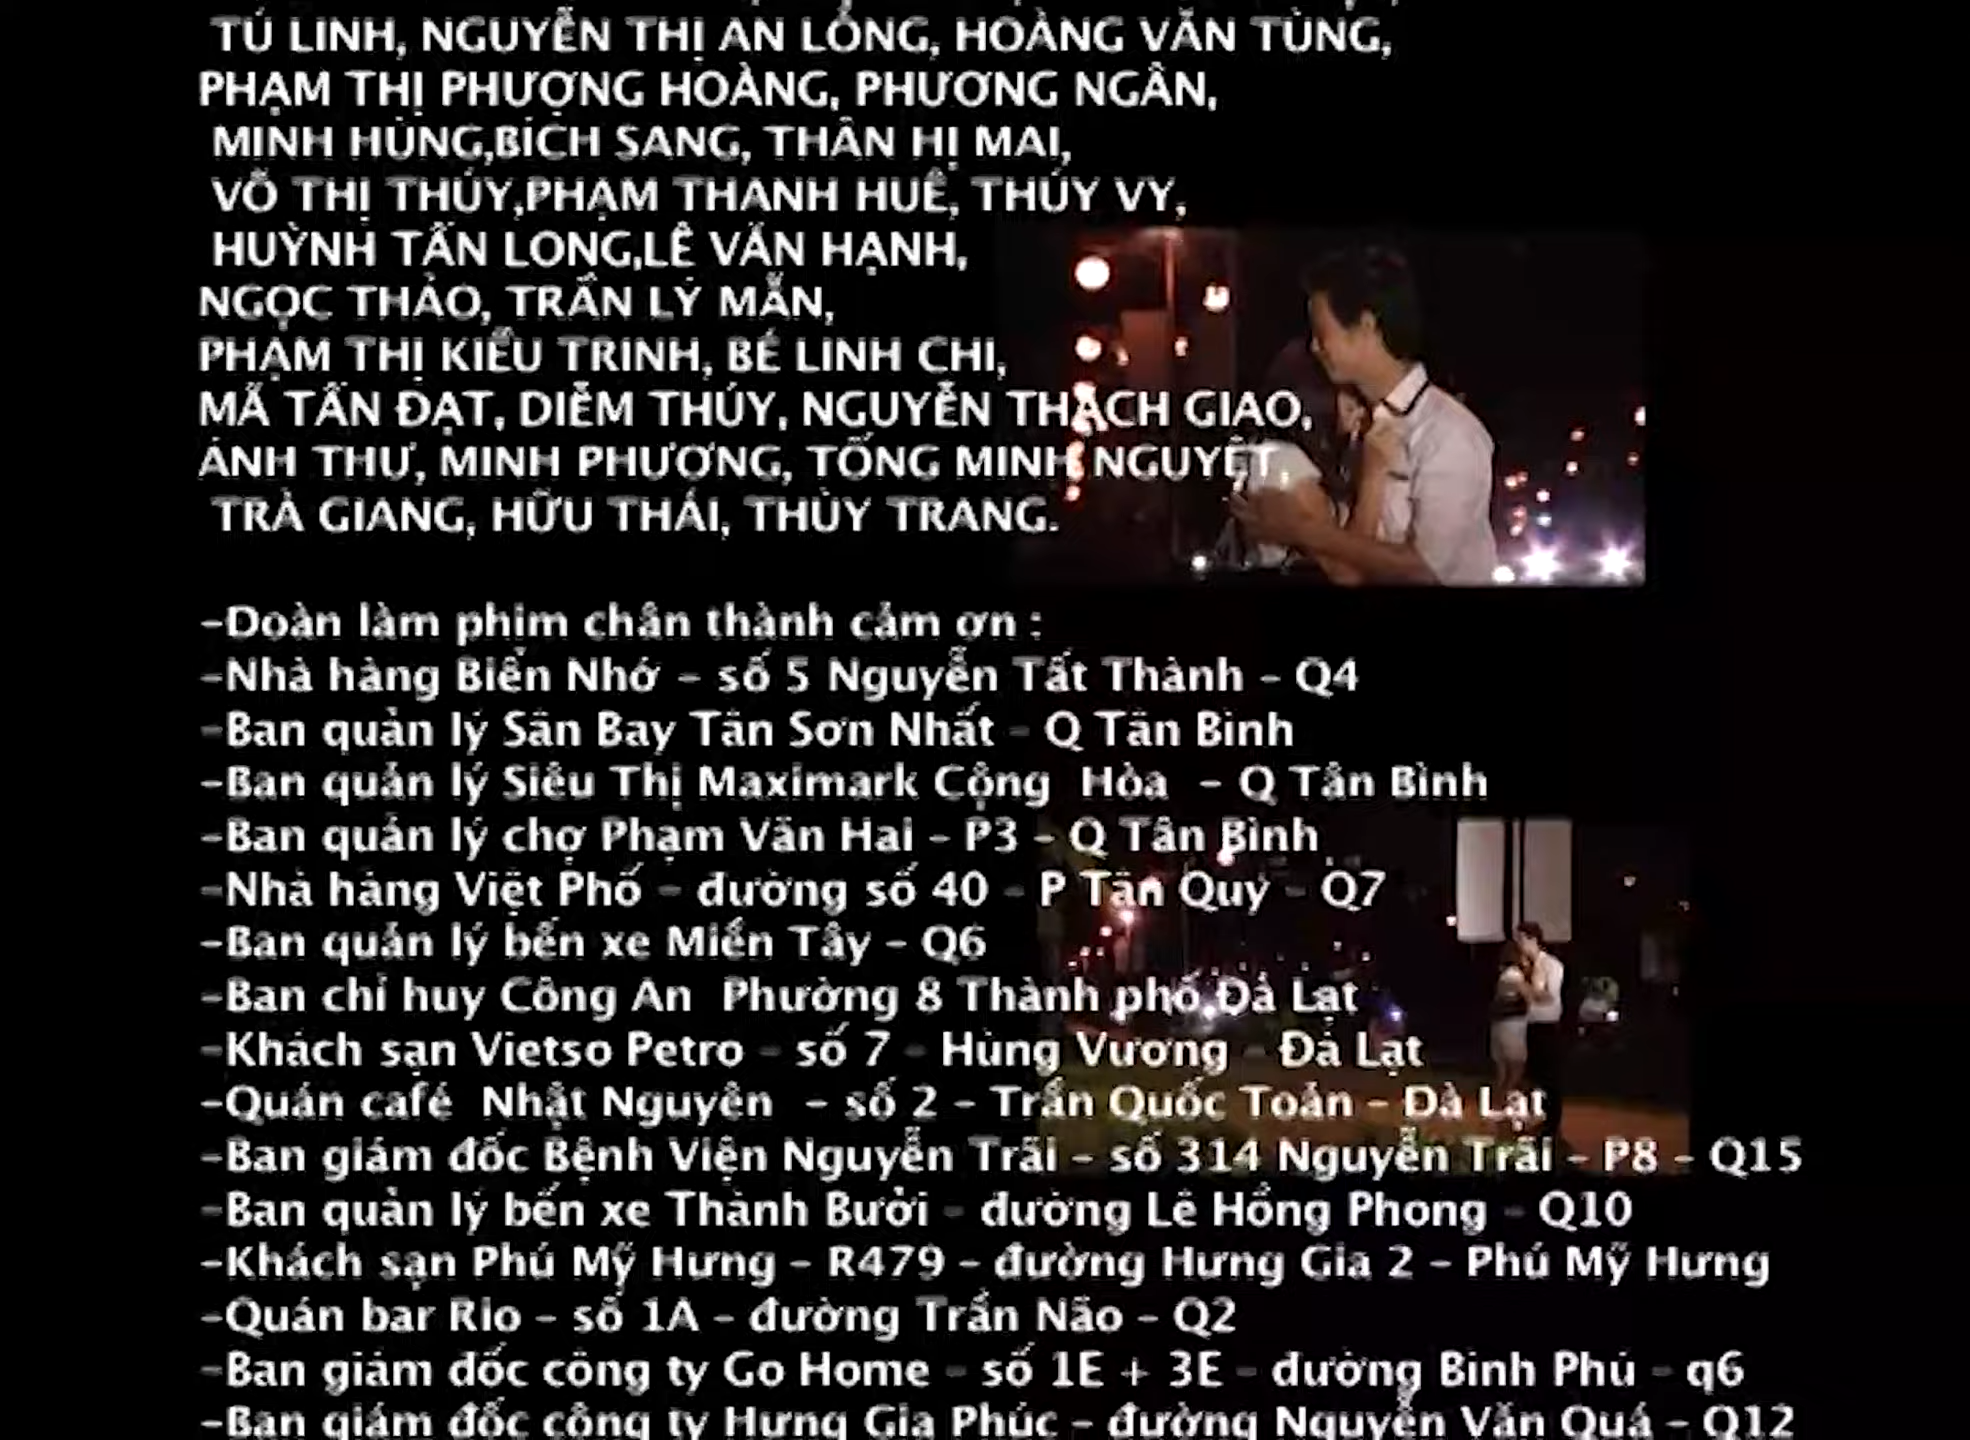 TÚ LINH, NGUYỄN THỊ AN LÔNG, HOÀNG VĂN TÙNG,
PHẠM THỊ PHƯỢNG HOÀNG, PHƯƠNG NGÂN,
MINH HÙNG,BÍCH SANG, THÂN HỊ MAI,
VÕ THỊ THÚY,PHẠM THANH HUÊ, THÚY VY,
HUỲNH TẤN LONG,LÊ VĂN HẠNH,
NGỌC THẢO, TRẦN LÝ MẪN,
PHẠM THỊ KIỀU TRINH, BÉ LINH CHI,
MÃ TẤN ĐẠT, DIỄM THÚY, NGUYỄN THẠCH GIAO,
ÁNH THƯ, MINH PHƯƠNG, TỐNG MINH NGUYỆT,
TRÀ GIANG, HỮU THÁI, THÙY TRANG.
-Đoàn làm phim chân thành cảm ơn :
-Nhà hàng Biển Nhớ - số 5 Nguyễn Tất Thành - Q4
-Ban quản lý Sân Bay Tân Sơn Nhất - Q Tân Bình
-Ban quản lý Siêu Thị Maximark Cộng Hòa - Q Tân Bình
-Ban quản lý chợ Phạm Văn Hai - P3 - Q Tân Bình
-Nhà hàng Việt Phố - đường số 40 - P Tân Quy - Q7
-Ban quản lý bến xe Miền Tây - Q6
-Ban chỉ huy Công An Phường 8 Thành phố Đà Lạt
-Khách sạn Vietso Petro - số 7 - Hùng Vương - Đà Lạt
-Quán café Nhật Nguyên - số 2 - Trần Quốc Toản - Đà Lạt
-Ban giám đốc Bệnh Viện Nguyễn Trãi - số 314 Nguyễn Trãi - P8 - Q15
-Ban quản lý bến xe Thành Bưởi - đường Lê Hồng Phong - Q10
-Khách sạn Phú Mỹ Hưng - R479 - đường Hưng Gia 2 - Phú Mỹ Hưng
-Quán bar Rio - số 1A - đường Trần Não - Q2
-Ban giám đốc công ty Go Home - số 1E + 3E - đường Bình Phú - q6
-Ban giám đốc công ty Hưng Gia Phúc - đường Nguyễn Văn Quá - Q12